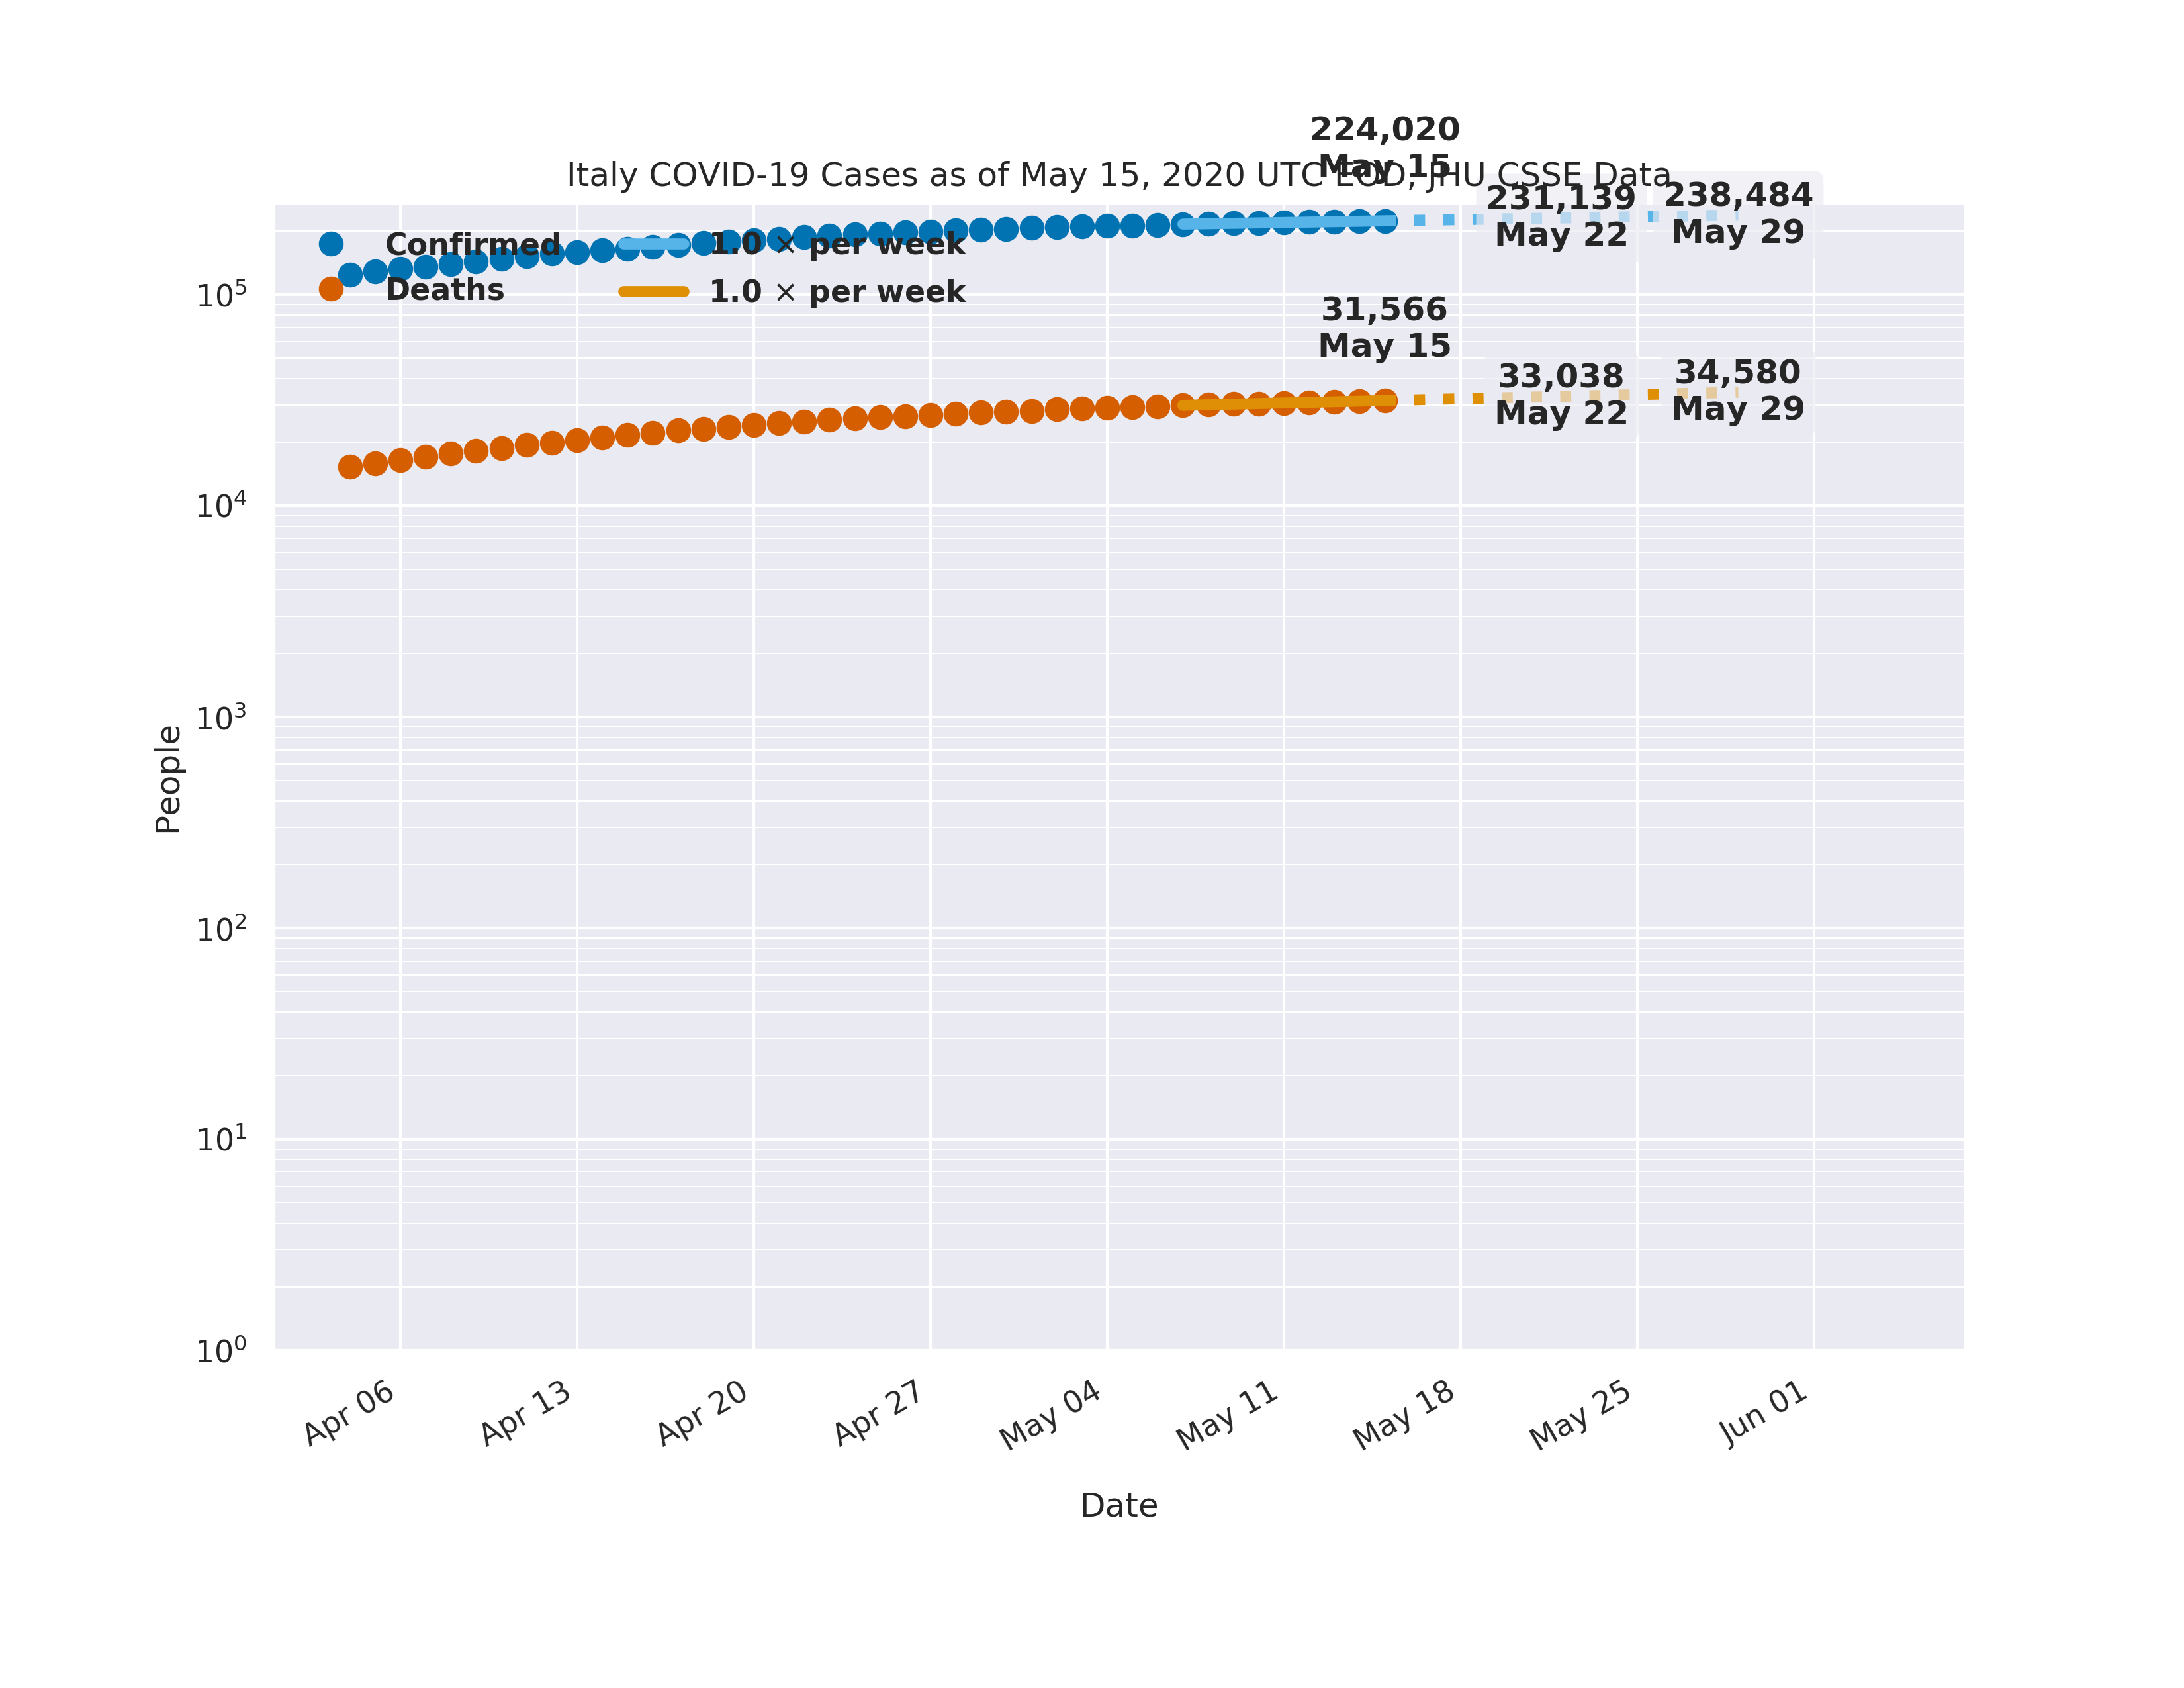 224,020
May 15
Italy COVID-19 Cases as of May 15, 2020 UTC EOD, JHU CSSE Data
231,139
May 22
238,484
May 29
Confirmed
Deaths
1.0 × per week
1.0 × per week
31,566
May 15
33,038
May 22
34,580
May 29
10⁵
10⁴
10³
10²
10¹
10⁰
People
Apr 06
Apr 13
Apr 20
Apr 27
May 04
May 11
May 18
May 25
Jun 01
Date